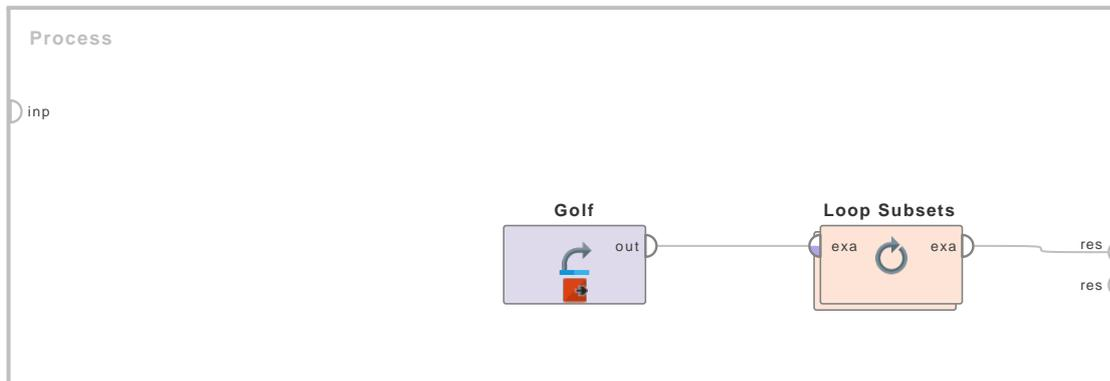 Process
inp
Golf
Loop Subsets
out
exa
exa
res
res